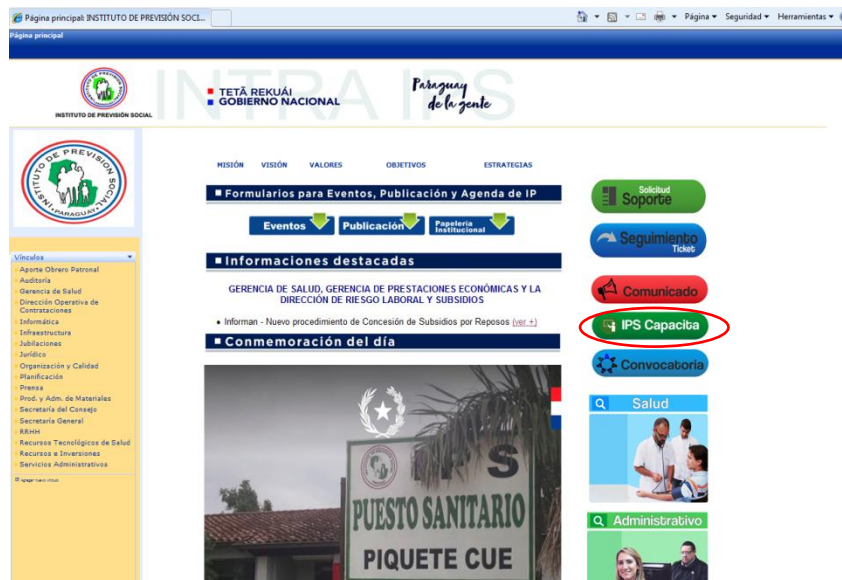 Página principal: INSTITUTO DE PREVISIÓN SOCI...
Página Seguridad Herramientas
Página principal
INTRA IPS
INSTITUTO DE PREVISIÓN SOCIAL
TETÃ REKUÁI
GOBIERNO NACIONAL
Paraguay
de la gente
INSTITUTO DE PREVISION SOCIAL
PARAGUAY
MISIÓN VISIÓN VALORES OBJETIVOS ESTRATEGIAS
Formularios para Eventos, Publicación y Agenda de IP
Eventos
Publicación
Papelería
Institucional
Informaciones destacadas
GERENCIA DE SALUD, GERENCIA DE PRESTACIONES ECONÓMICAS Y LA
DIRECCIÓN DE RIESGO LABORAL Y SUBSIDIOS
• Informan - Nuevo procedimiento de Concesión de Subsidios por Reposos (ver +)
Conmemoración del día
PS
PUESTO SANITARIO
PIQUETE CUE
Vínculos
Aporte Obrero Patronal
Auditoría
Gerencia de Salud
Dirección Operativa de
Contrataciones
Informática
Infraestructura
Jubilaciones
Jurídico
Organización y Calidad
Planificación
Prensa
Prod. y Adm. de Materiales
Secretaría del Consejo
Secretaría General
RRHH
Recursos Tecnológicos de Salud
Recursos e Inversiones
Servicios Administrativos
Solicitud
Soporte
Seguimiento
Ticket
Comunicado
IPS Capacita
Convocatoria
Salud
Administrativo